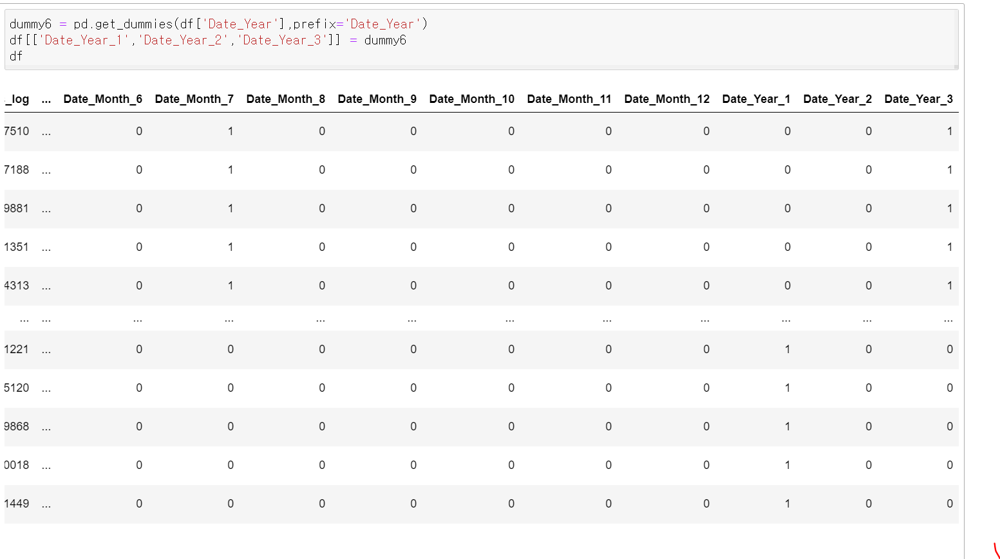 dummy6 = pd.get_dummies(df['Date_Year'],prefix='Date_Year')
df[['Date_Year_1','Date_Year_2','Date_Year_3']] = dummy6
df
_log ... Date_Month_6 Date_Month_7 Date_Month_8 Date_Month_9 Date_Month_10 Date_Month_11 Date_Month_12 Date_Year_1 Date_Year_2 Date_Year_3
7510 ... 0 1 0 0 0 0 0 0 0 1
7188 ... 0 1 0 0 0 0 0 0 0 1
9881 ... 0 1 0 0 0 0 0 0 0 1
1351 ... 0 1 0 0 0 0 0 0 0 1
4313 ... 0 1 0 0 0 0 0 0 0 1
... ... ... ... ... ... ... ... ... ... ... ...
1221 ... 0 0 0 0 0 0 0 1 0 0
5120 ... 0 0 0 0 0 0 0 1 0 0
9868 ... 0 0 0 0 0 0 0 1 0 0
0018 ... 0 0 0 0 0 0 0 1 0 0
1449 ... 0 0 0 0 0 0 0 1 0 0